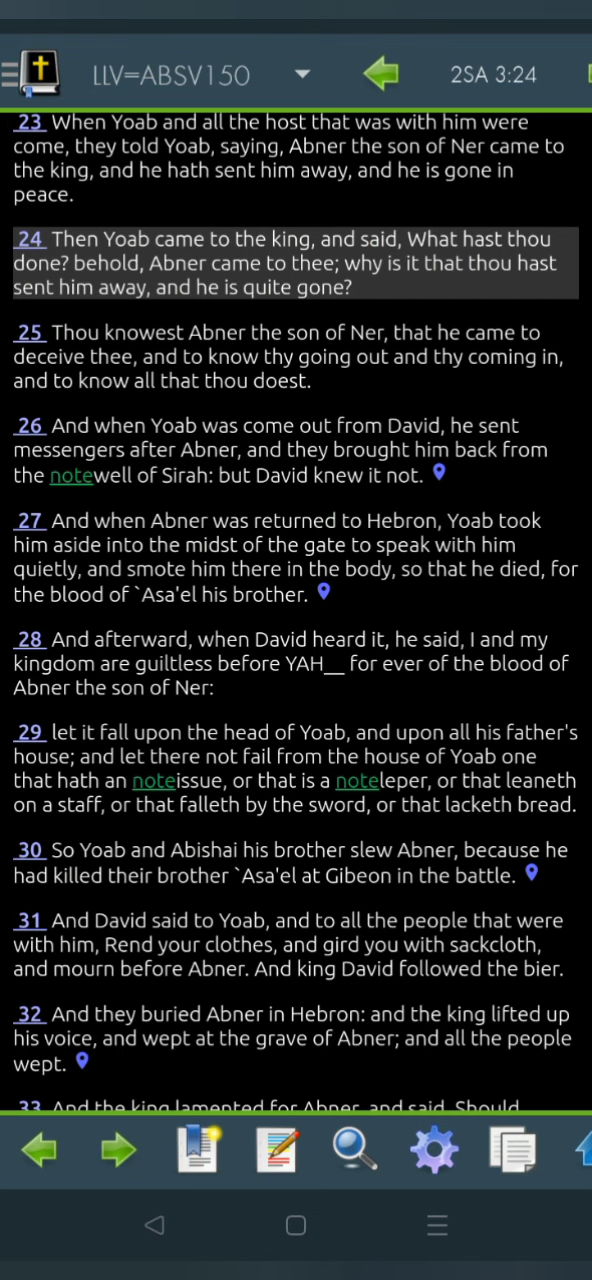 LLV=ABSV150 2SA 3:24
23 When Yoab and all the host that was with him were
come, they told Yoab, saying, Abner the son of Ner came to
the king, and he hath sent him away, and he is gone in
peace.
24 Then Yoab came to the king, and said, What hast thou
done? behold, Abner came to thee; why is it that thou hast
sent him away, and he is quite gone?
25 Thou knowest Abner the son of Ner, that he came to
deceive thee, and to know thy going out and thy coming in,
and to know all that thou doest.
26 And when Yoab was come out from David, he sent
messengers after Abner, and they brought him back from
the notewell of Sirah: but David knew it not.
27 And when Abner was returned to Hebron, Yoab took
him aside into the midst of the gate to speak with him
quietly, and smote him there in the body, so that he died, for
the blood of `Asa'el his brother.
28 And afterward, when David heard it, he said, I and my
kingdom are guiltless before YAH__ for ever of the blood of
Abner the son of Ner:
29 let it fall upon the head of Yoab, and upon all his father's
house; and let there not fail from the house of Yoab one
that hath an noteissue, or that is a noteleper, or that leaneth
on a staff, or that falleth by the sword, or that lacketh bread.
30 So Yoab and Abishai his brother slew Abner, because he
had killed their brother `Asa'el at Gibeon in the battle.
31 And David said to Yoab, and to all the people that were
with him, Rend your clothes, and gird you with sackcloth,
and mourn before Abner. And king David followed the bier.
32 And they buried Abner in Hebron: and the king lifted up
his voice, and wept at the grave of Abner; and all the people
wept.
33 And the king lamented for Abner, and said, Should